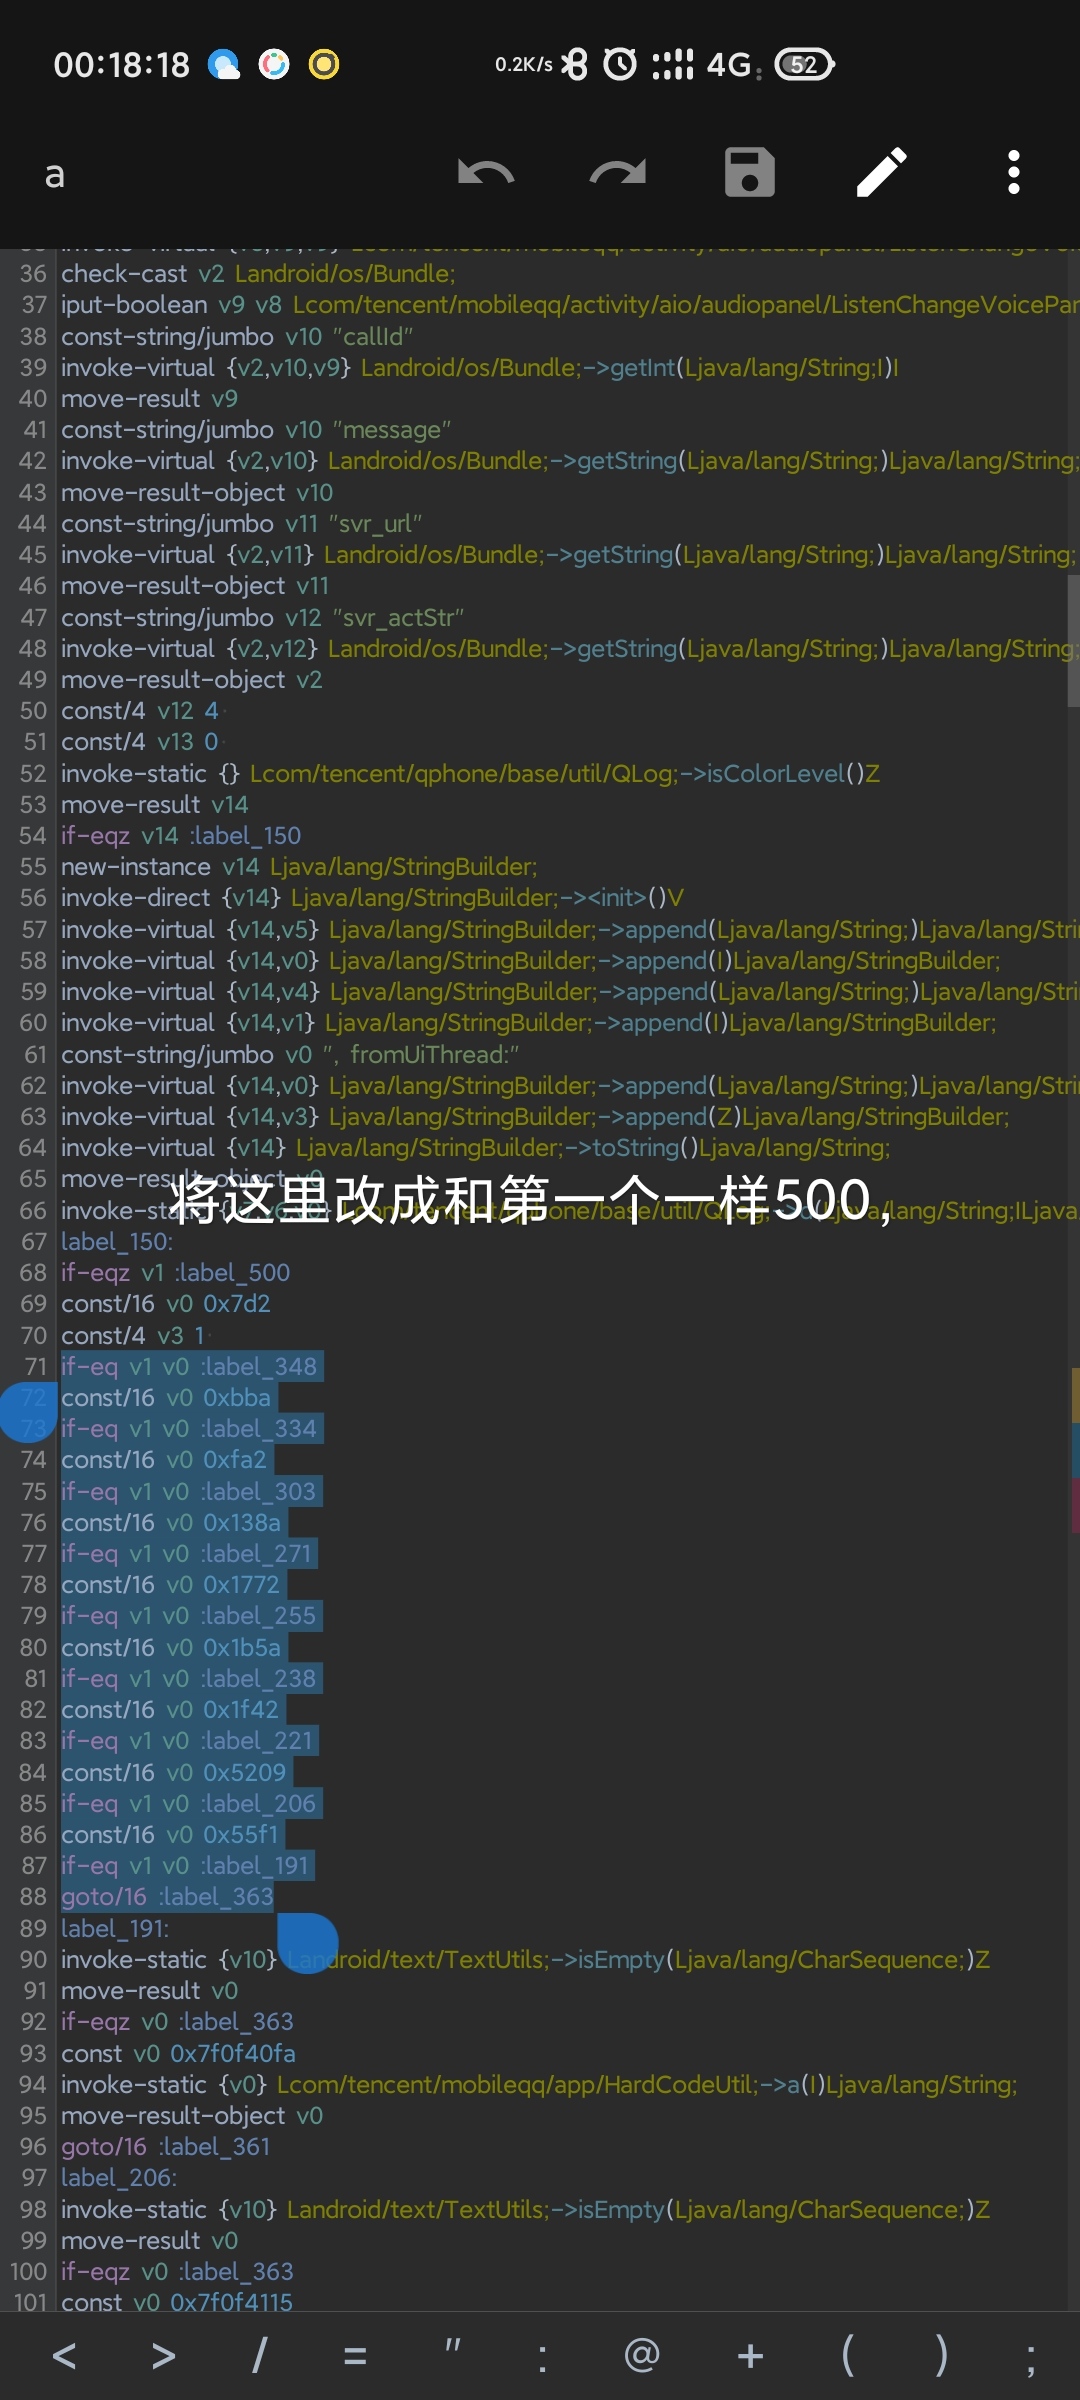 00:18:18
0.2K/s
4G
52
a
36 check-cast v2 Landroid/os/Bundle;
37 iput-boolean v9 v8 Lcom/tencent/mobileqq/activity/aio/audiopanel/ListenChangeVoicePan
38 const-string/jumbo v10 "callId"
39 invoke-virtual {v2,v10,v9} Landroid/os/Bundle;->getInt(Ljava/lang/String;I)I
40 move-result v9
41 const-string/jumbo v10 "message"
42 invoke-virtual {v2,v10} Landroid/os/Bundle;->getString(Ljava/lang/String;)Ljava/lang/String;
43 move-result-object v10
44 const-string/jumbo v11 "svr_url"
45 invoke-virtual {v2,v11} Landroid/os/Bundle;->getString(Ljava/lang/String;)Ljava/lang/String;
46 move-result-object v11
47 const-string/jumbo v12 "svr_actStr"
48 invoke-virtual {v2,v12} Landroid/os/Bundle;->getString(Ljava/lang/String;)Ljava/lang/String;
49 move-result-object v2
50 const/4 v12 4
51 const/4 v13 0
52 invoke-static {} Lcom/tencent/qphone/base/util/QLog;->isColorLevel()Z
53 move-result v14
54 if-eqz v14 :label_150
55 new-instance v14 Ljava/lang/StringBuilder;
56 invoke-direct {v14} Ljava/lang/StringBuilder;-><init>()V
57 invoke-virtual {v14,v5} Ljava/lang/StringBuilder;->append(Ljava/lang/String;)Ljava/lang/Stri
58 invoke-virtual {v14,v0} Ljava/lang/StringBuilder;->append(I)Ljava/lang/StringBuilder;
59 invoke-virtual {v14,v4} Ljava/lang/StringBuilder;->append(Ljava/lang/String;)Ljava/lang/Stri
60 invoke-virtual {v14,v1} Ljava/lang/StringBuilder;->append(I)Ljava/lang/StringBuilder;
61 const-string/jumbo v0 ", fromUiThread:"
62 invoke-virtual {v14,v0} Ljava/lang/StringBuilder;->append(Ljava/lang/String;)Ljava/lang/Stri
63 invoke-virtual {v14,v3} Ljava/lang/StringBuilder;->append(Z)Ljava/lang/StringBuilder;
64 invoke-virtual {v14} Ljava/lang/StringBuilder;->toString()Ljava/lang/String;
65 move-result-object v0
将这里改成和第一个一样500,
66 invoke-static
67 label_150:
68 if-eqz v1 :label_500
69 const/16 v0 0x7d2
70 const/4 v3 1
71 if-eq v1 v0 :label_348
72 const/16 v0 0xbba
73 if-eq v1 v0 :label_334
74 const/16 v0 0xfa2
75 if-eq v1 v0 :label_303
76 const/16 v0 0x138a
77 if-eq v1 v0 :label_271
78 const/16 v0 0x1772
79 if-eq v1 v0 :label_255
80 const/16 v0 0x1b5a
81 if-eq v1 v0 :label_238
82 const/16 v0 0x1f42
83 if-eq v1 v0 :label_221
84 const/16 v0 0x5209
85 if-eq v1 v0 :label_206
86 const/16 v0 0x55f1
87 if-eq v1 v0 :label_191
88 goto/16 :label_363
89 label_191:
90 invoke-static {v10} Landroid/text/TextUtils;->isEmpty(Ljava/lang/CharSequence;)Z
91 move-result v0
92 if-eqz v0 :label_363
93 const v0 0x7f0f40fa
94 invoke-static {v0} Lcom/tencent/mobileqq/app/HardCodeUtil;->a(I)Ljava/lang/String;
95 move-result-object v0
96 goto/16 :label_361
97 label_206:
98 invoke-static {v10} Landroid/text/TextUtils;->isEmpty(Ljava/lang/CharSequence;)Z
99 move-result v0
100 if-eqz v0 :label_363
101 const v0 0x7f0f4115
< > / = " : @ + ( ) ;